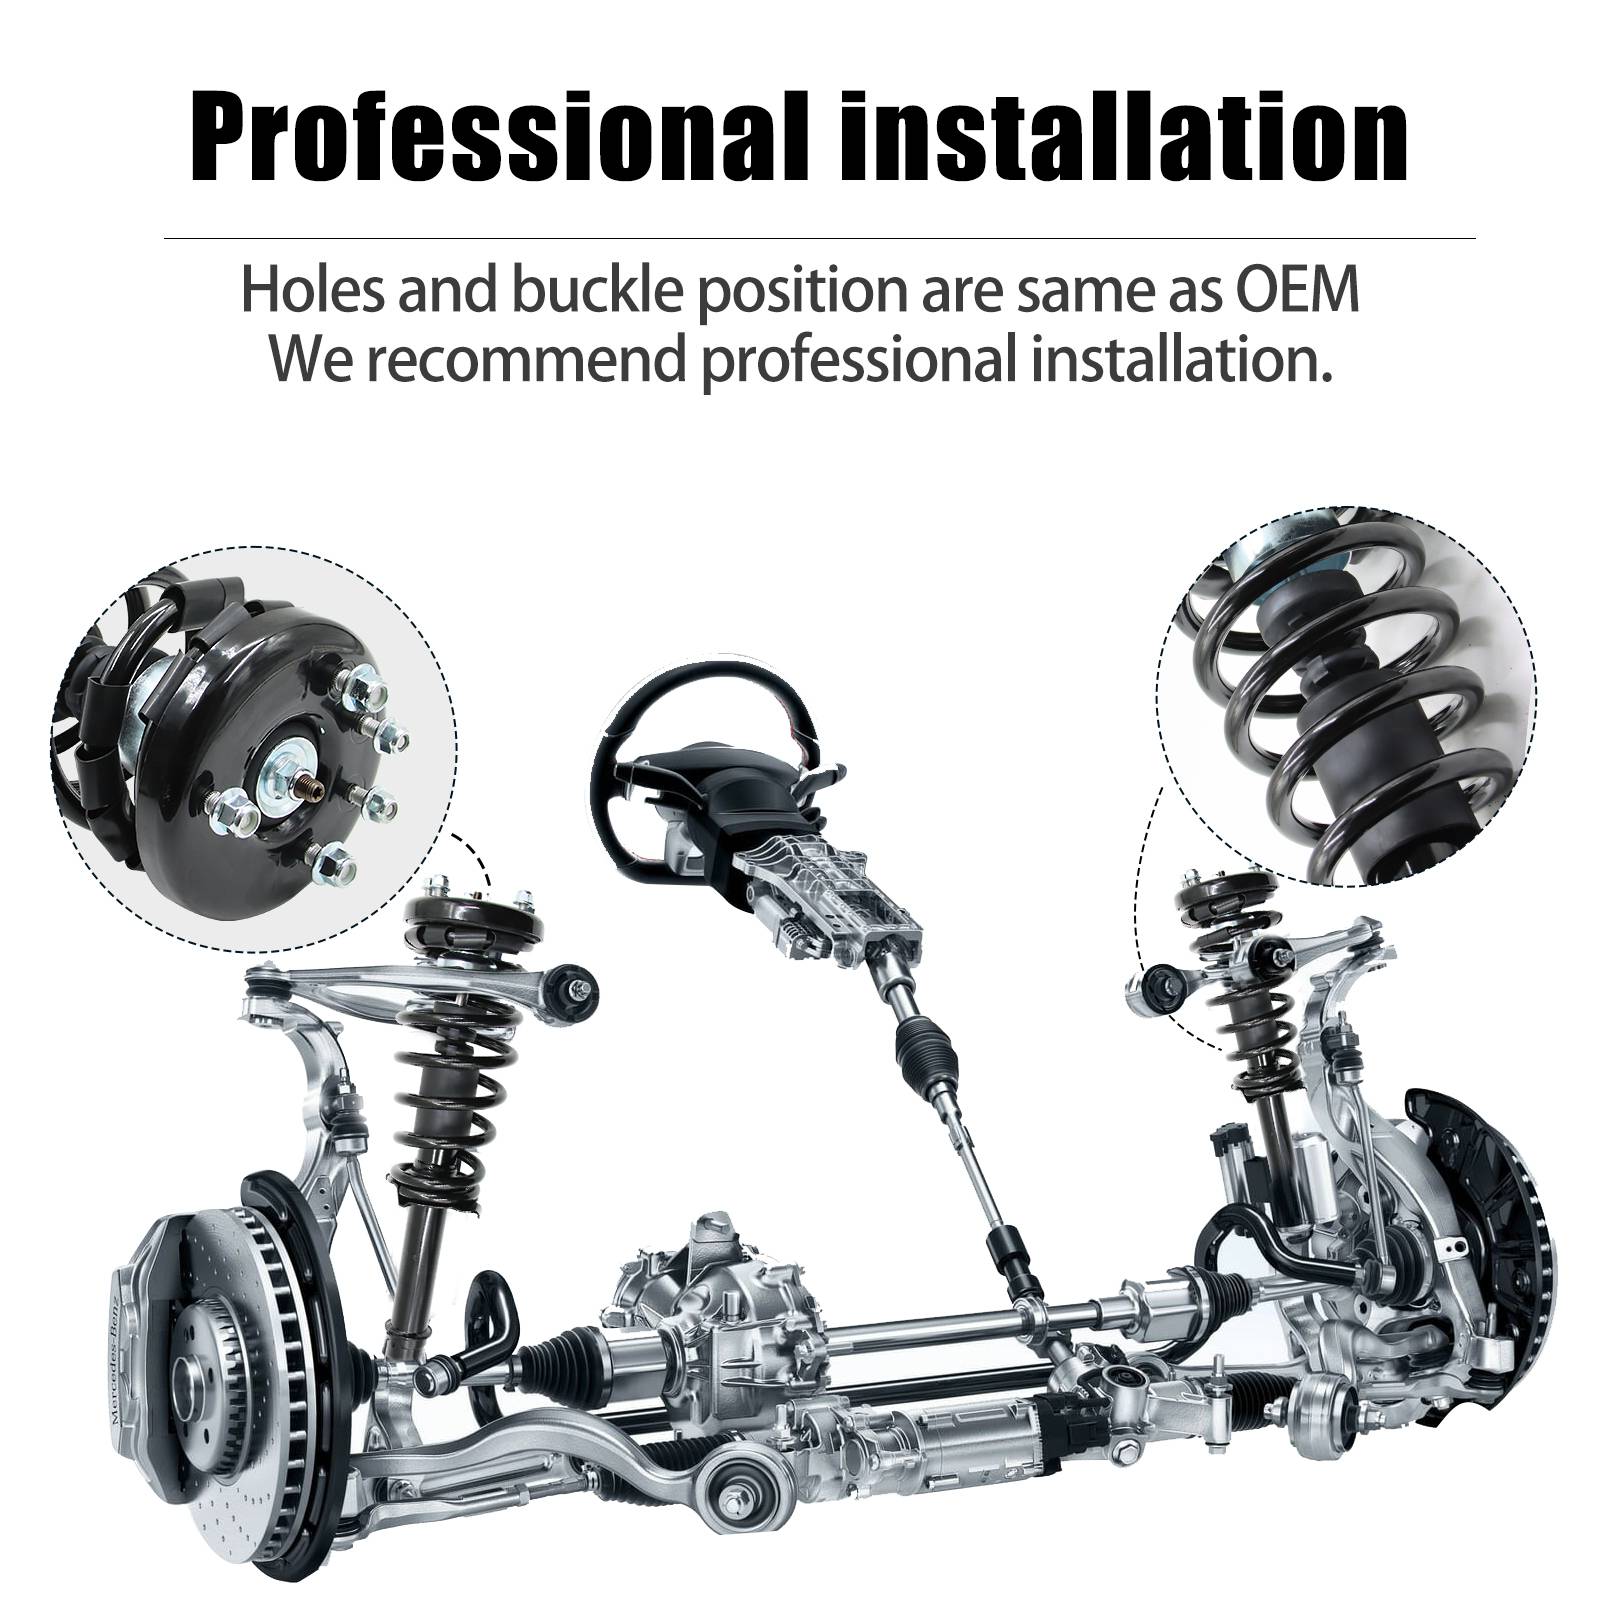 Professional installation
Holes and buckle position are same as OEM
We recommend professional installation.
Mercedes-Benz